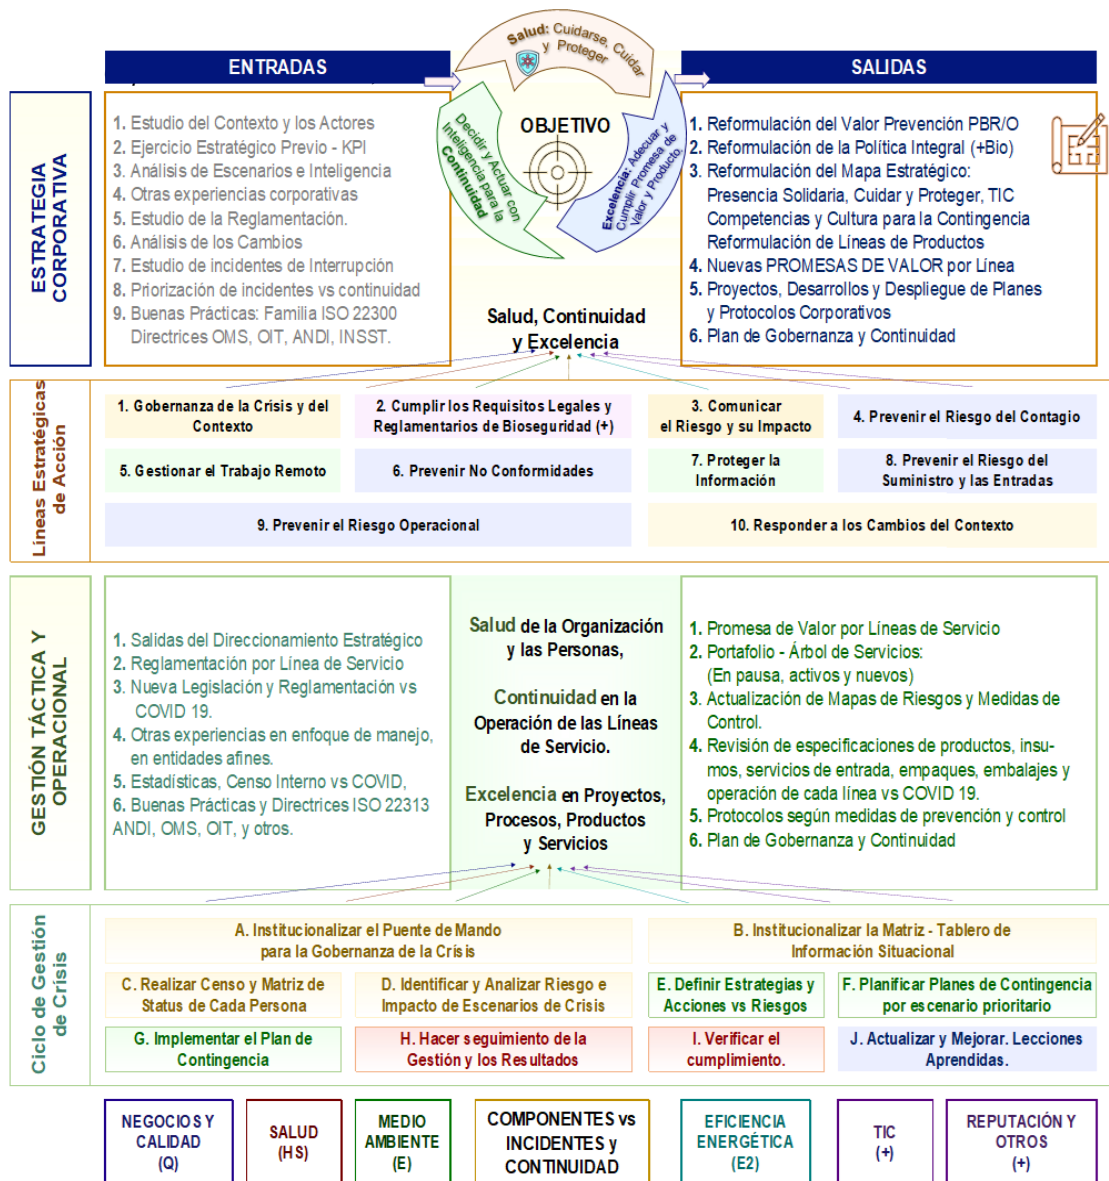 Salud: Cuidarse, Cuidar
y Proteger
ENTRADAS
SALIDAS
ESTRATEGIA
CORPORATIVA
1. Estudio del Contexto y los Actores
2. Ejercicio Estratégico Previo - KPI
3. Análisis de Escenarios e Inteligencia
4. Otras experiencias corporativas
5. Estudio de la Reglamentación.
6. Análisis de los Cambios
7. Estudio de incidentes de Interrupción
8. Priorización de incidentes vs continuidad
9. Buenas Prácticas: Familia ISO 22300
Directrices OMS, OIT, ANDI, INSST.
OBJETIVO
Decidir y Actuar con
Inteligencia para la
Continuidad
Excelencia: Adecuar y
Cumplir Promesa de
Valor y Producto.
Salud, Continuidad
y Excelencia
1. Reformulación del Valor Prevención PBR/O
2. Reformulación de la Política Integral (+Bio)
3. Reformulación del Mapa Estratégico:
Presencia Solidaria, Cuidar y Proteger, TIC
Competencias y Cultura para la Contingencia
Reformulación de Líneas de Productos
4. Nuevas PROMESAS DE VALOR por Línea
5. Proyectos, Desarrollos y Despliegue de Planes
y Protocolos Corporativos
6. Plan de Gobernanza y Continuidad
Líneas Estratégicas
de Acción
1. Gobernanza de la Crisis y del
Contexto
2. Cumplir los Requisitos Legales y
Reglamentarios de Bioseguridad (+)
3. Comunicar
el Riesgo y su Impacto
4. Prevenir el Riesgo del Contagio
5. Gestionar el Trabajo Remoto
6. Prevenir No Conformidades
7. Proteger la
Información
8. Prevenir el Riesgo del
Suministro y las Entradas
9. Prevenir el Riesgo Operacional
10. Responder a los Cambios del Contexto
GESTIÓN TÁCTICA Y
OPERACIONAL
1. Salidas del Direccionamiento Estratégico
2. Reglamentación por Línea de Servicio
3. Nueva Legislación y Reglamentación vs
COVID 19.
4. Otras experiencias en enfoque de manejo,
en entidades afines.
5. Estadísticas, Censo Interno vs COVID,
6. Buenas Prácticas y Directrices ISO 22313
ANDI, OMS, OIT, y otros.
Salud de la Organización
y las Personas,
Continuidad en la
Operación de las Líneas
de Servicio.
Excelencia en Proyectos,
Procesos, Productos
y Servicios
1. Promesa de Valor por Líneas de Servicio
2. Portafolio - Árbol de Servicios:
(En pausa, activos y nuevos)
3. Actualización de Mapas de Riesgos y Medidas de
Control.
4. Revisión de especificaciones de productos, insu-
mos, servicios de entrada, empaques, embalajes y
operación de cada línea vs COVID 19.
5. Protocolos según medidas de prevención y control
6. Plan de Gobernanza y Continuidad
Ciclo de Gestión
de Crísis
A. Institucionalizar el Puente de Mando
para la Gobernanza de la Crisis
B. Institucionalizar la Matriz - Tablero de
Información Situacional
C. Realizar Censo y Matriz de
Status de Cada Persona
D. Identificar y Analizar Riesgo e
Impacto de Escenarios de Crisis
E. Definir Estrategias y
Acciones vs Riesgos
F. Planificar Planes de Contingencia
por escenario prioritario
G. Implementar el Plan de
Contingencia
H. Hacer seguimiento de la
Gestión y los Resultados
I. Verificar el
cumplimiento.
J. Actualizar y Mejorar. Lecciones
Aprendidas.
NEGOCIOS Y
CALIDAD
(Q)
SALUD
(HS)
MEDIO
AMBIENTE
(E)
COMPONENTES vs
INCIDENTES y
CONTINUIDAD
EFICIENCIA
ENERGÉTICA
(E2)
TIC
(+)
REPUTACIÓN Y
OTROS
(+)